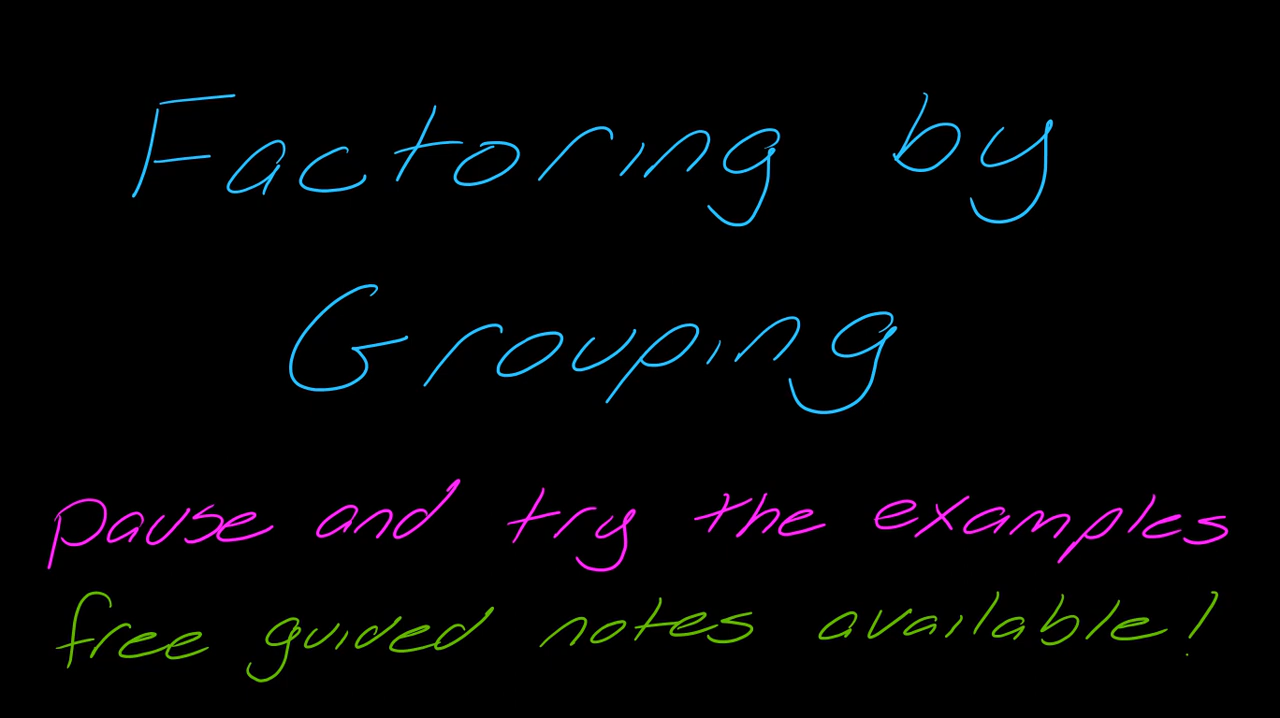 Factoring by
Grouping
pause and try the examples
free guided notes available!